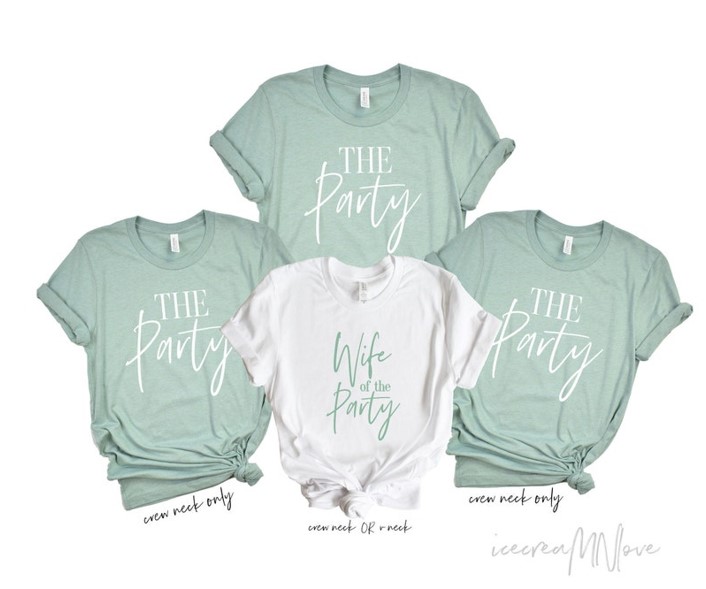 THE
Party
THE
Party
Wife
of the
Party
THE
Party
crew neck only
crew neck OR v-neck
crew neck only
icecreaMNlove